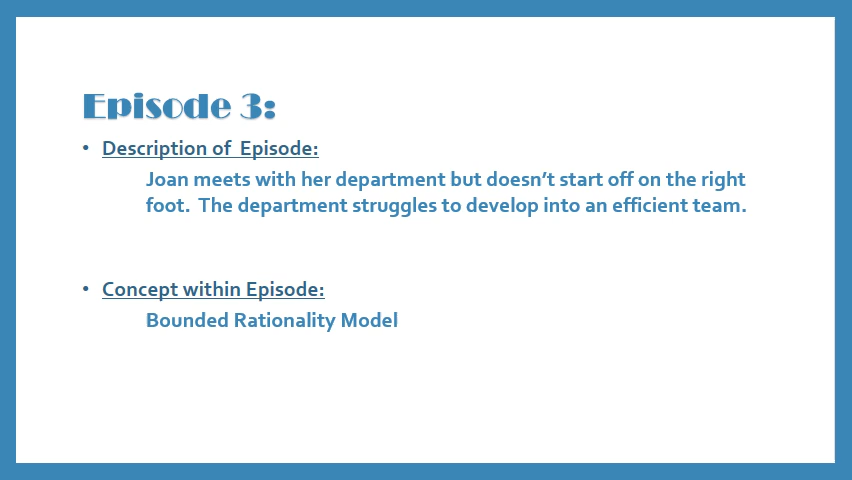 Episode 3:
• Description of  Episode:
Joan meets with her department but doesn’t start off on the right
foot.  The department struggles to develop into an efficient team.
• Concept within Episode:
Bounded Rationality Model